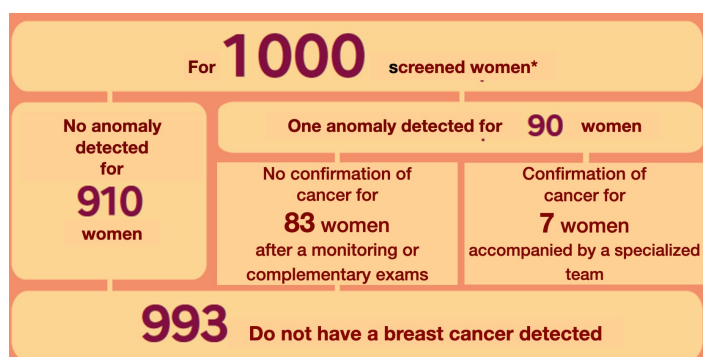 For 1000 screened women*
No anomaly
detected
for
910
women
One anomaly detected for 90 women
No confirmation of
cancer for
83 women
after a monitoring or
complementary exams
Confirmation of
cancer for
7 women
accompanied by a specialized
team
993 Do not have a breast cancer detected